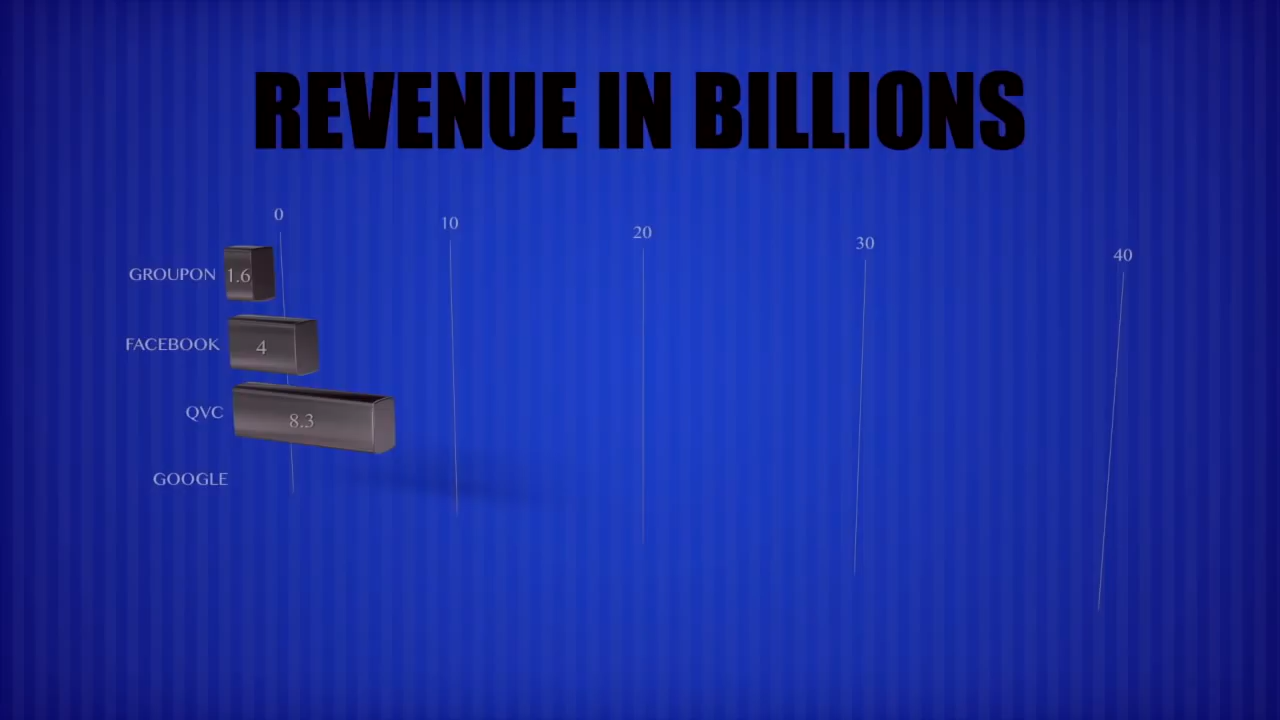 REVENUE IN BILLIONS
0 10 20 30 40
GROUPON 1.6
FACEBOOK 4
QVC 8.3
GOOGLE